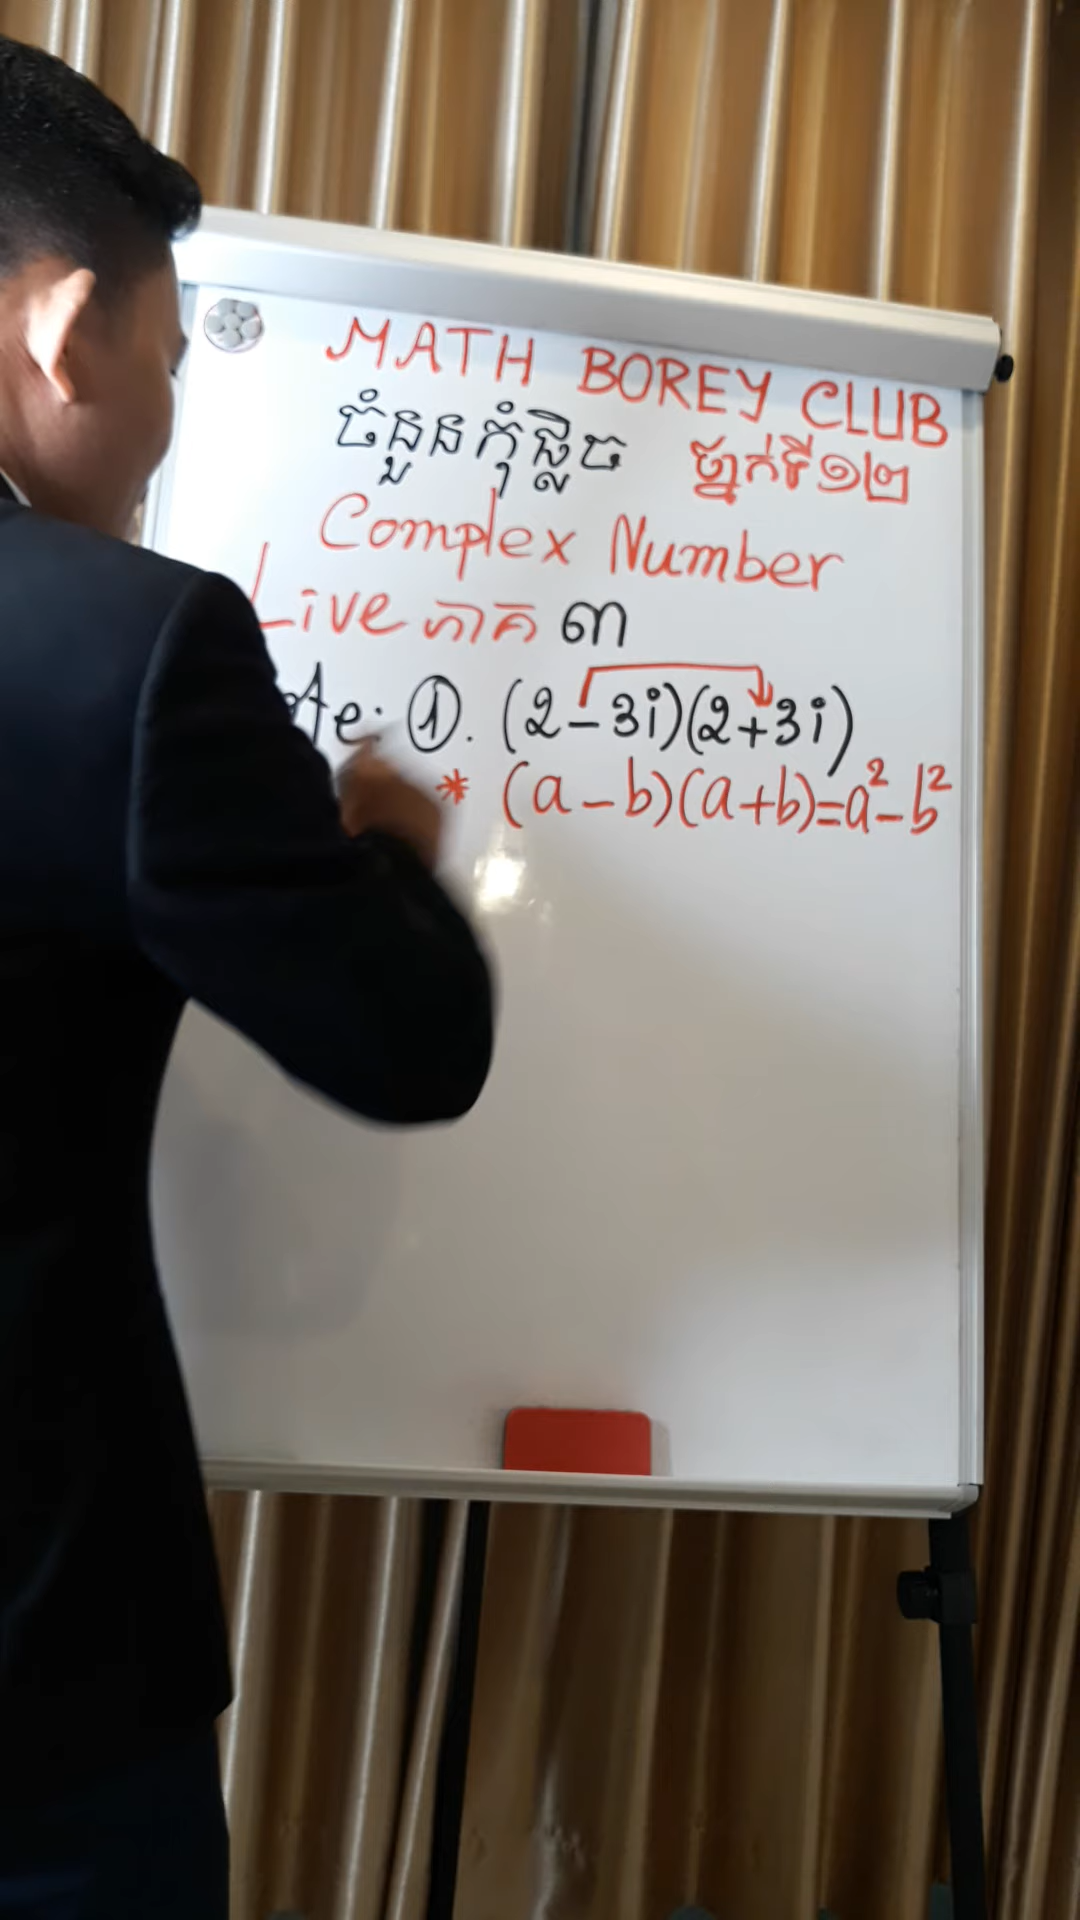 MATH BOREY CLUB
ចំនួនកុំផ្លិច ថ្នាក់ទី១២
Complex Number
Live ភាគ ៣
①. (2-3i)(2+3i)
* (a-b)(a+b)=a²-b²